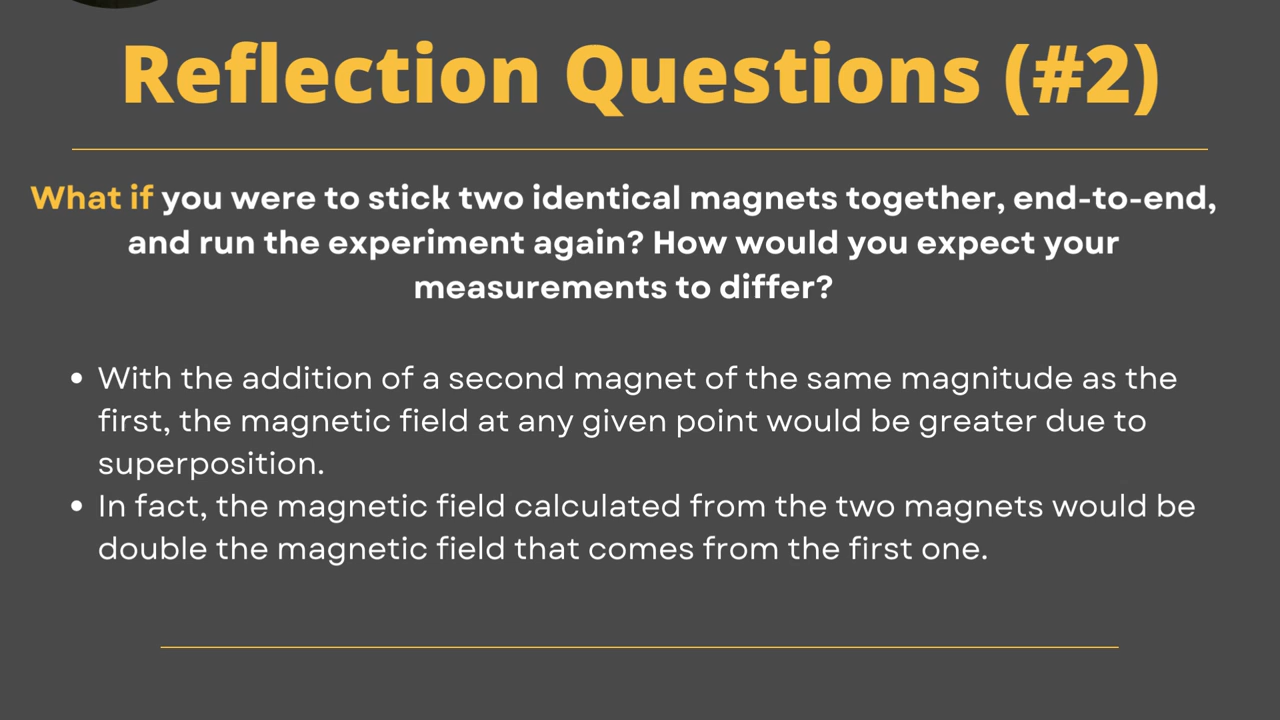 Reflection Questions (#2)
What if you were to stick two identical magnets together, end-to-end,
and run the experiment again? How would you expect your
measurements to differ?
• With the addition of a second magnet of the same magnitude as the
first, the magnetic field at any given point would be greater due to
superposition.
• In fact, the magnetic field calculated from the two magnets would be
double the magnetic field that comes from the first one.